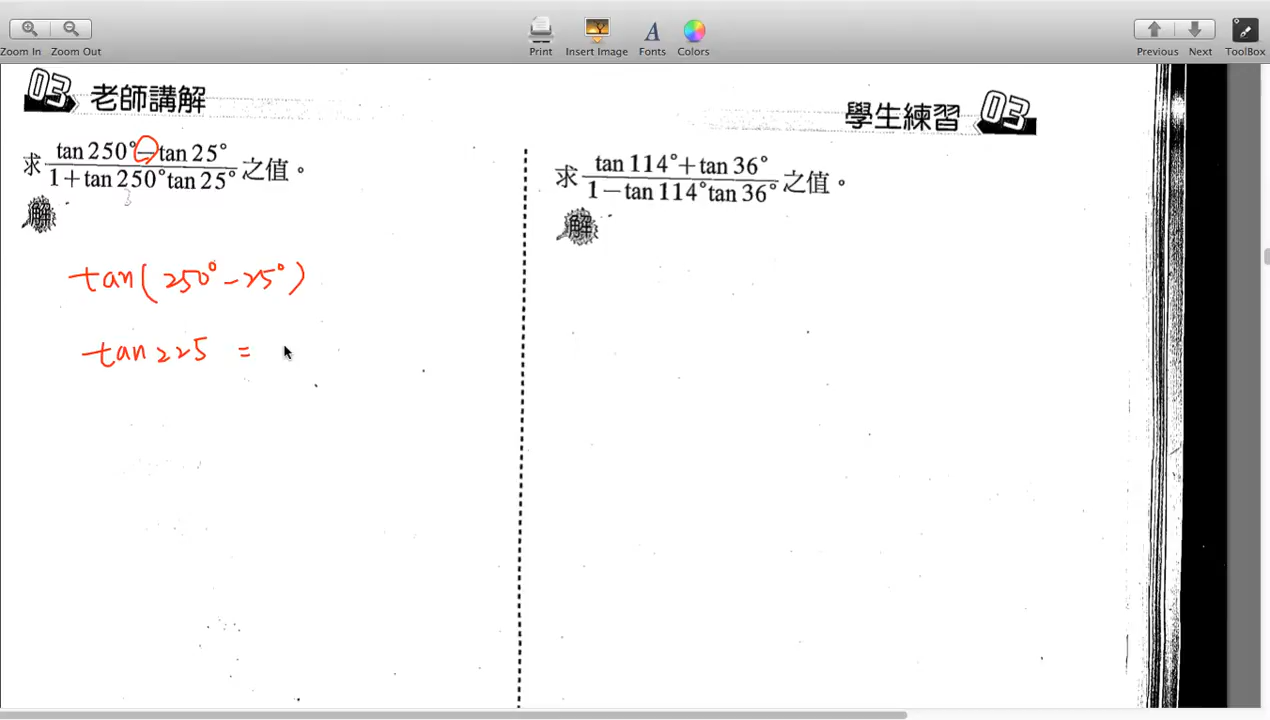 Zoom In Zoom Out Print Insert Image Fonts Colors Previous Next ToolBox
03 老師講解
求 tan 250° − tan 25° / 1 + tan 250° tan 25° 之值。
解
tan(250° − 25°)
tan 225 =
學生練習 03
求 tan 114° + tan 36° / 1 − tan 114° tan 36° 之值。
解